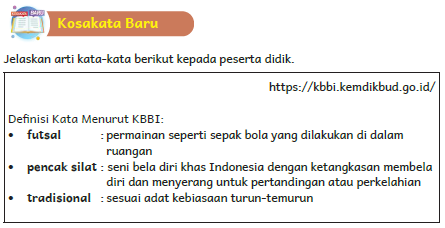 Kosakata Baru
Jelaskan arti kata-kata berikut kepada peserta didik.
https://kbbi.kemdikbud.go.id/
Definisi Kata Menurut KBBI:
• futsal : permainan seperti sepak bola yang dilakukan di dalam
ruangan
• pencak silat : seni bela diri khas Indonesia dengan ketangkasan membela
diri dan menyerang untuk pertandingan atau perkelahian
• tradisional : sesuai adat kebiasaan turun-temurun